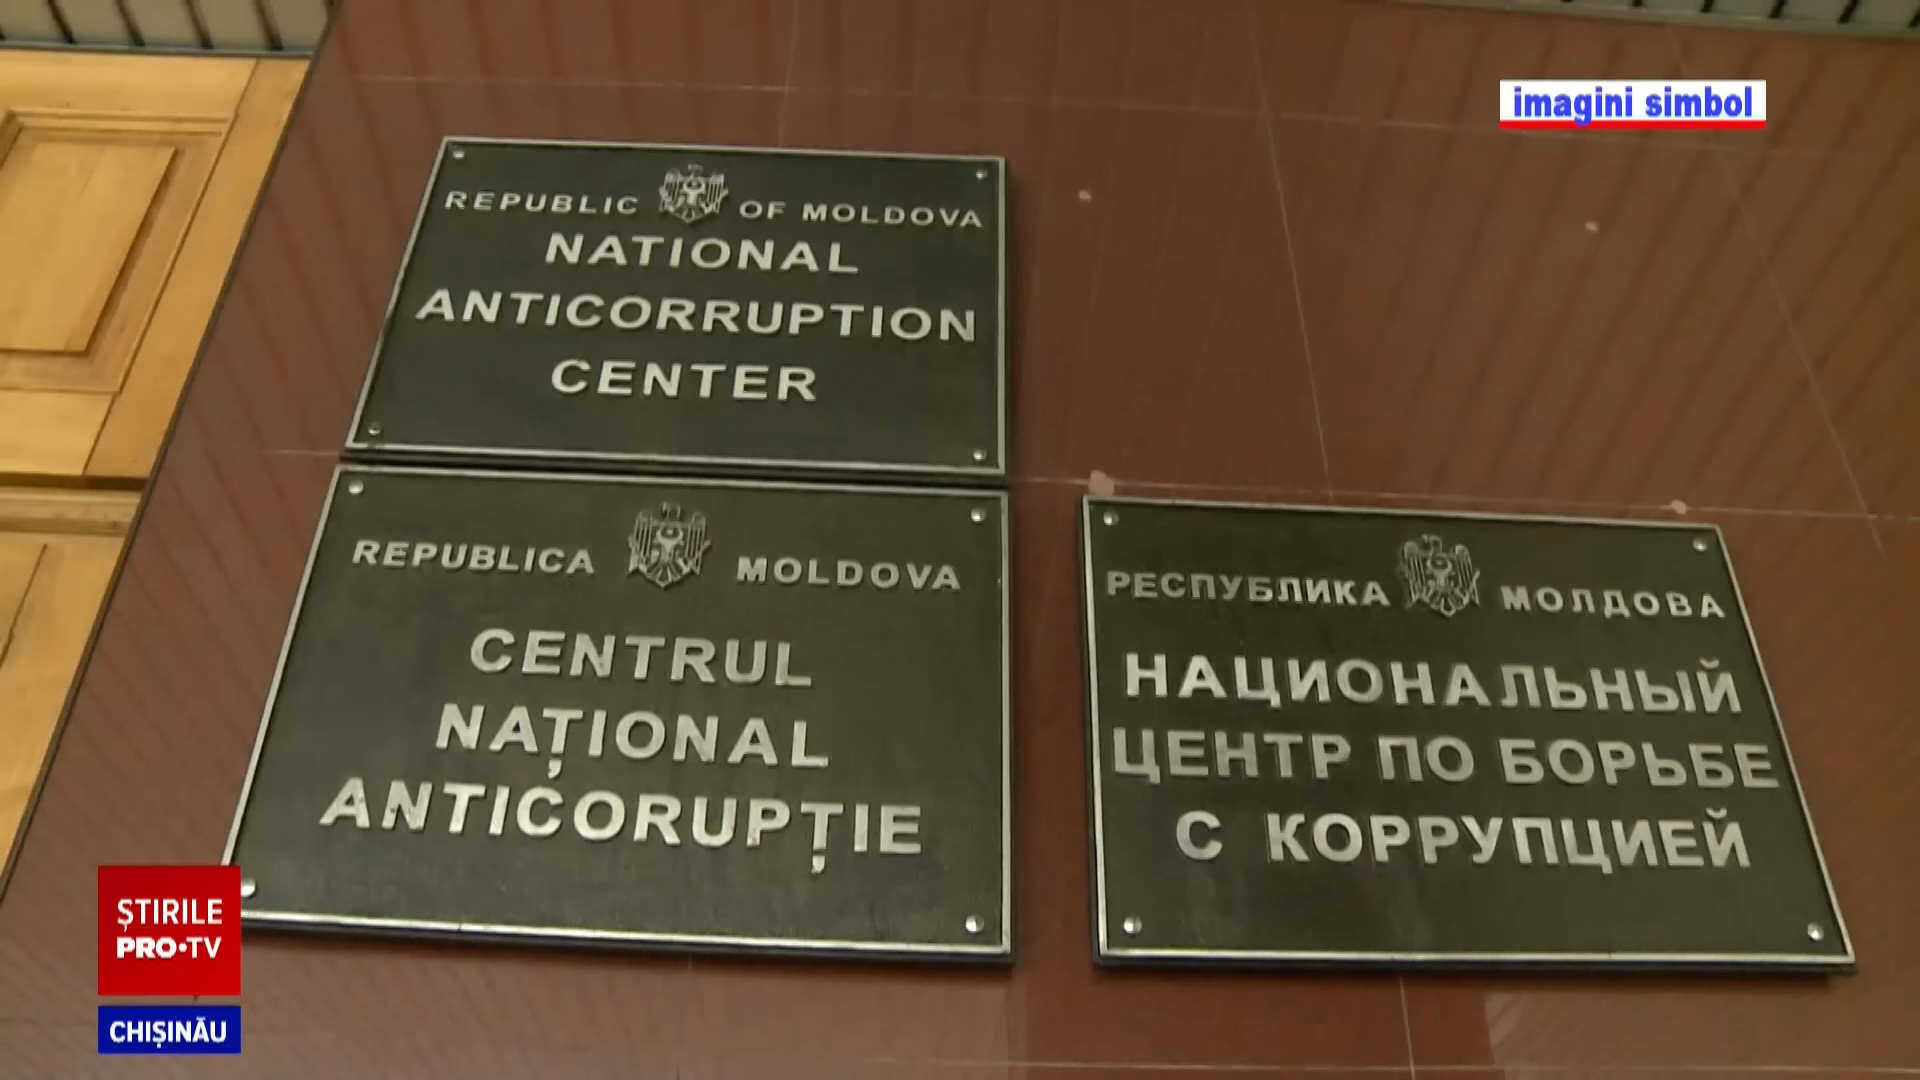 imagini simbol
REPUBLIC OF MOLDOVA
NATIONAL
ANTICORRUPTION
CENTER
REPUBLICA MOLDOVA
CENTRUL
NAȚIONAL
ANTICORUPȚIE
РЕСПУБЛИКА МОЛДОВА
НАЦИОНАЛЬНЫЙ
ЦЕНТР ПО БОРЬБЕ
С КОРРУПЦИЕЙ
ȘTIRILE
PRO•TV
CHIȘINĂU